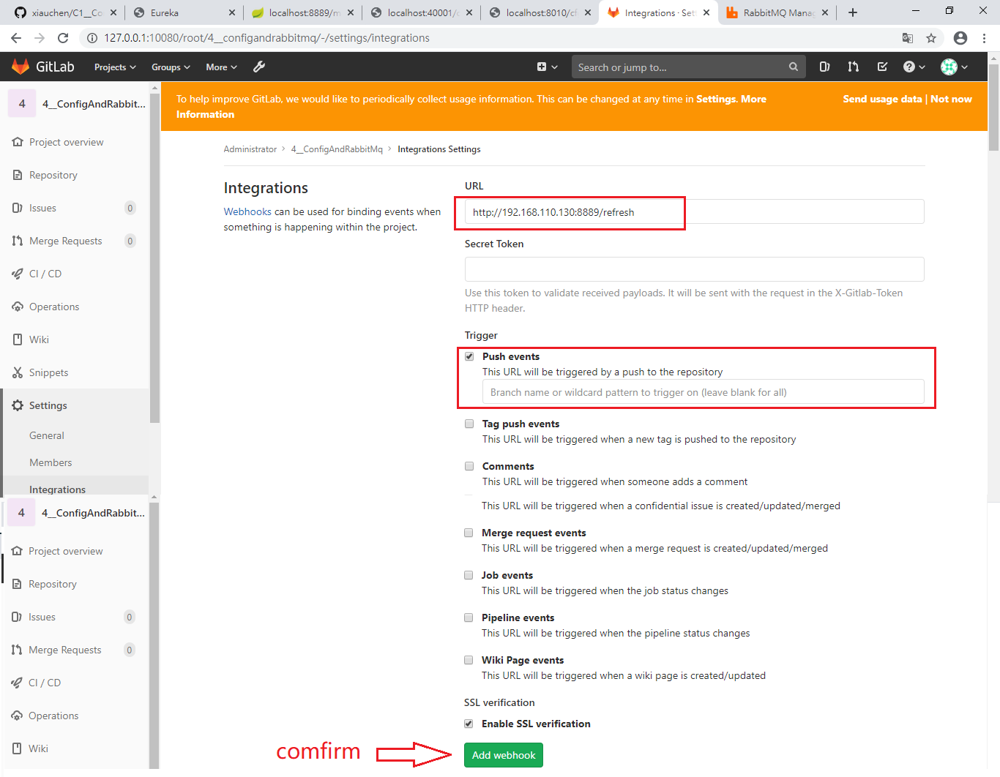 xiauchen/C1__Co
Eureka
localhost:8889/m
localhost:40001/c
localhost:8010/cf
Integrations · Set
RabbitMQ Manag
127.0.0.1:10080/root/4__configandrabbitmq/-/settings/integrations
GitLab
Projects
Groups
More
Search or jump to...
4
4__ConfigAndRabbit...
To help improve GitLab, we would like to periodically collect usage information. This can be changed at any time in Settings. More
Information
Send usage data | Not now
Project overview
Repository
Issues 0
Merge Requests 0
CI / CD
Operations
Wiki
Snippets
Settings
General
Members
Integrations
4
4__ConfigAndRabbit...
Project overview
Repository
Issues 0
Merge Requests 0
CI / CD
Operations
Wiki
Administrator > 4__ConfigAndRabbitMq > Integrations Settings
Integrations
Webhooks can be used for binding events when
something is happening within the project.
URL
http://192.168.110.130:8889/refresh
Secret Token
Use this token to validate received payloads. It will be sent with the request in the X-Gitlab-Token
HTTP header.
Trigger
Push events
This URL will be triggered by a push to the repository
Branch name or wildcard pattern to trigger on (leave blank for all)
Tag push events
This URL will be triggered when a new tag is pushed to the repository
Comments
This URL will be triggered when someone adds a comment
This URL will be triggered when a confidential issue is created/updated/merged
Merge request events
This URL will be triggered when a merge request is created/updated/merged
Job events
This URL will be triggered when the job status changes
Pipeline events
This URL will be triggered when the pipeline status changes
Wiki Page events
This URL will be triggered when a wiki page is created/updated
SSL verification
Enable SSL verification
comfirm
Add webhook